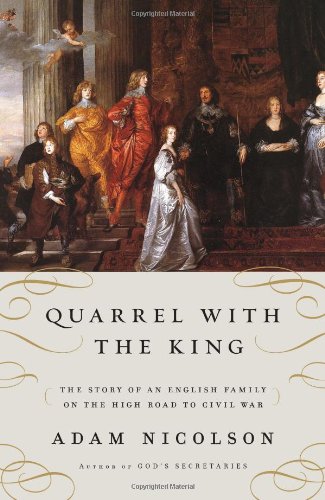 QUARREL WITH
THE KING
THE STORY OF AN ENGLISH FAMILY
ON THE HIGH ROAD TO CIVIL WAR
ADAM NICOLSON
AUTHOR OF GOD'S SECRETARIES